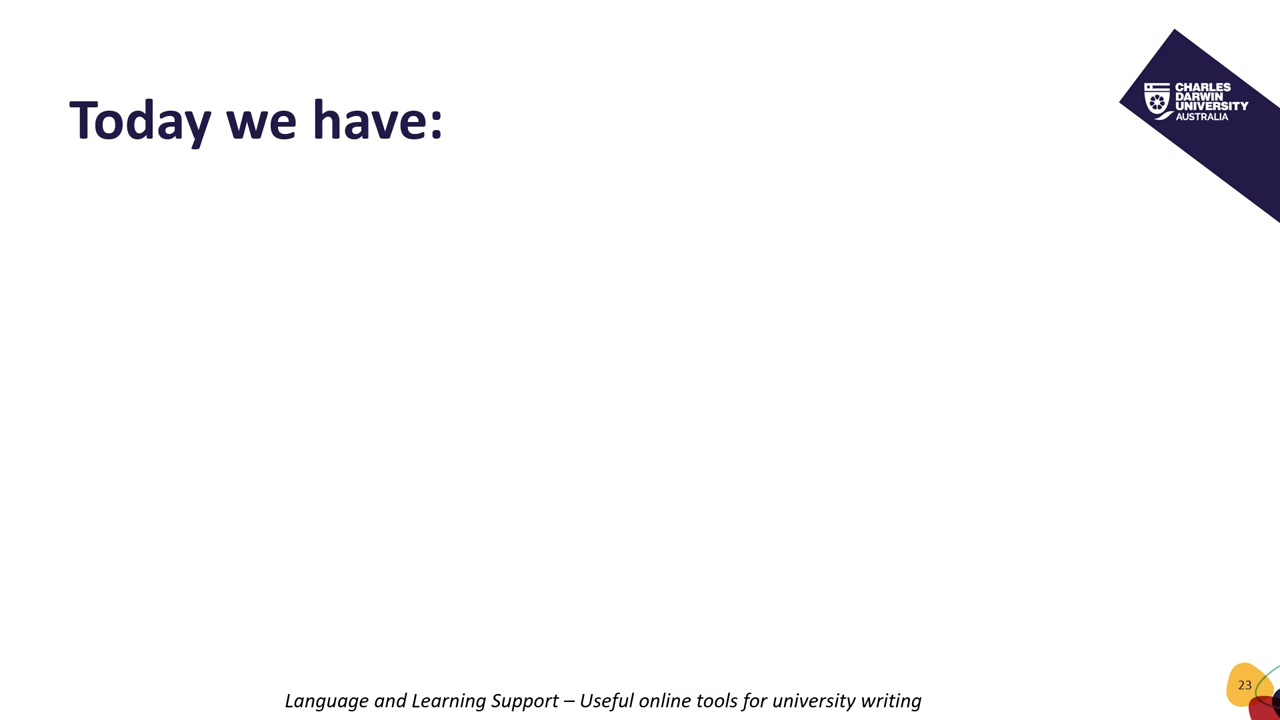 Today we have:
CHARLES
DARWIN
UNIVERSITY
AUSTRALIA
Language and Learning Support – Useful online tools for university writing
23